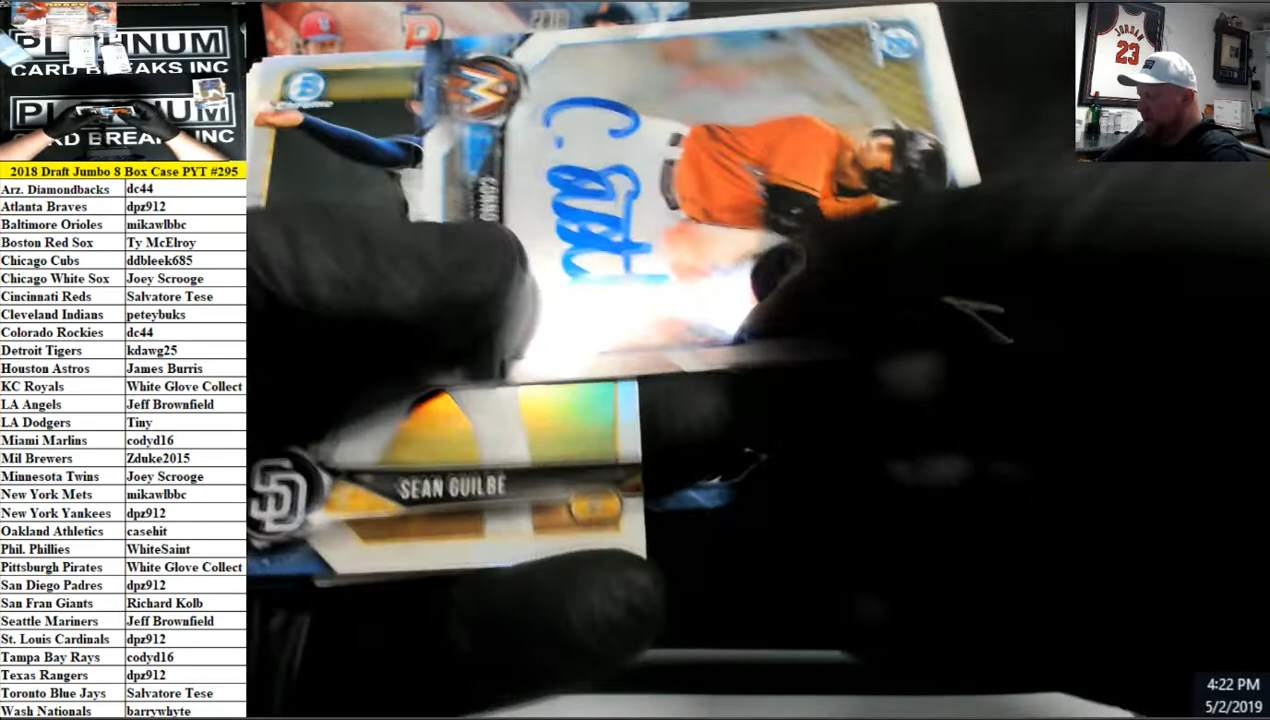 PLATINUM
CARD BREAKS INC
PLATINUM
CARD BREAKS INC
2018 Draft Jumbo 8 Box Case PYT #295
Arz. Diamondbacks dc44
Atlanta Braves dpz912
Baltimore Orioles mikawlbbc
Boston Red Sox Ty McElroy
Chicago Cubs ddbleek685
Chicago White Sox Joey Scrooge
Cincinnati Reds Salvatore Tese
Cleveland Indians peteybuks
Colorado Rockies dc44
Detroit Tigers kdawg25
Houston Astros James Burris
KC Royals White Glove Collect
LA Angels Jeff Brownfield
LA Dodgers Tiny
Miami Marlins codyd16
Mil Brewers Zduke2015
Minnesota Twins Joey Scrooge
New York Mets mikawlbbc
New York Yankees dpz912
Oakland Athletics casehit
Phil. Phillies WhiteSaint
Pittsburgh Pirates White Glove Collect
San Diego Padres dpz912
San Fran Giants Richard Kolb
Seattle Mariners Jeff Brownfield
St. Louis Cardinals dpz912
Tampa Bay Rays codyd16
Texas Rangers dpz912
Toronto Blue Jays Salvatore Tese
Wash Nationals barrywhyte
2018
Chrome
SD
SEAN GUILBE
JORDAN
23
4:22 PM
5/2/2019